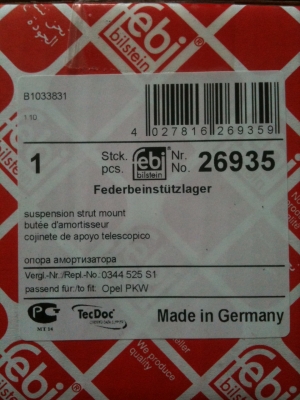 febi
bilstein
B1033831
1 10
4 027816 269359
1 Stck. pcs. febi bilstein Nr. No. 26935
Federbeinstützlager
suspension strut mount
butée d'amortisseur
cojinete de apoyo telescopico
опора амортизатора
Vergl.-Nr./Repl.-No. 0344 525 S1
passend für:/to fit: Opel PKW
TecDoc
Made in Germany
We produce
quality
febi